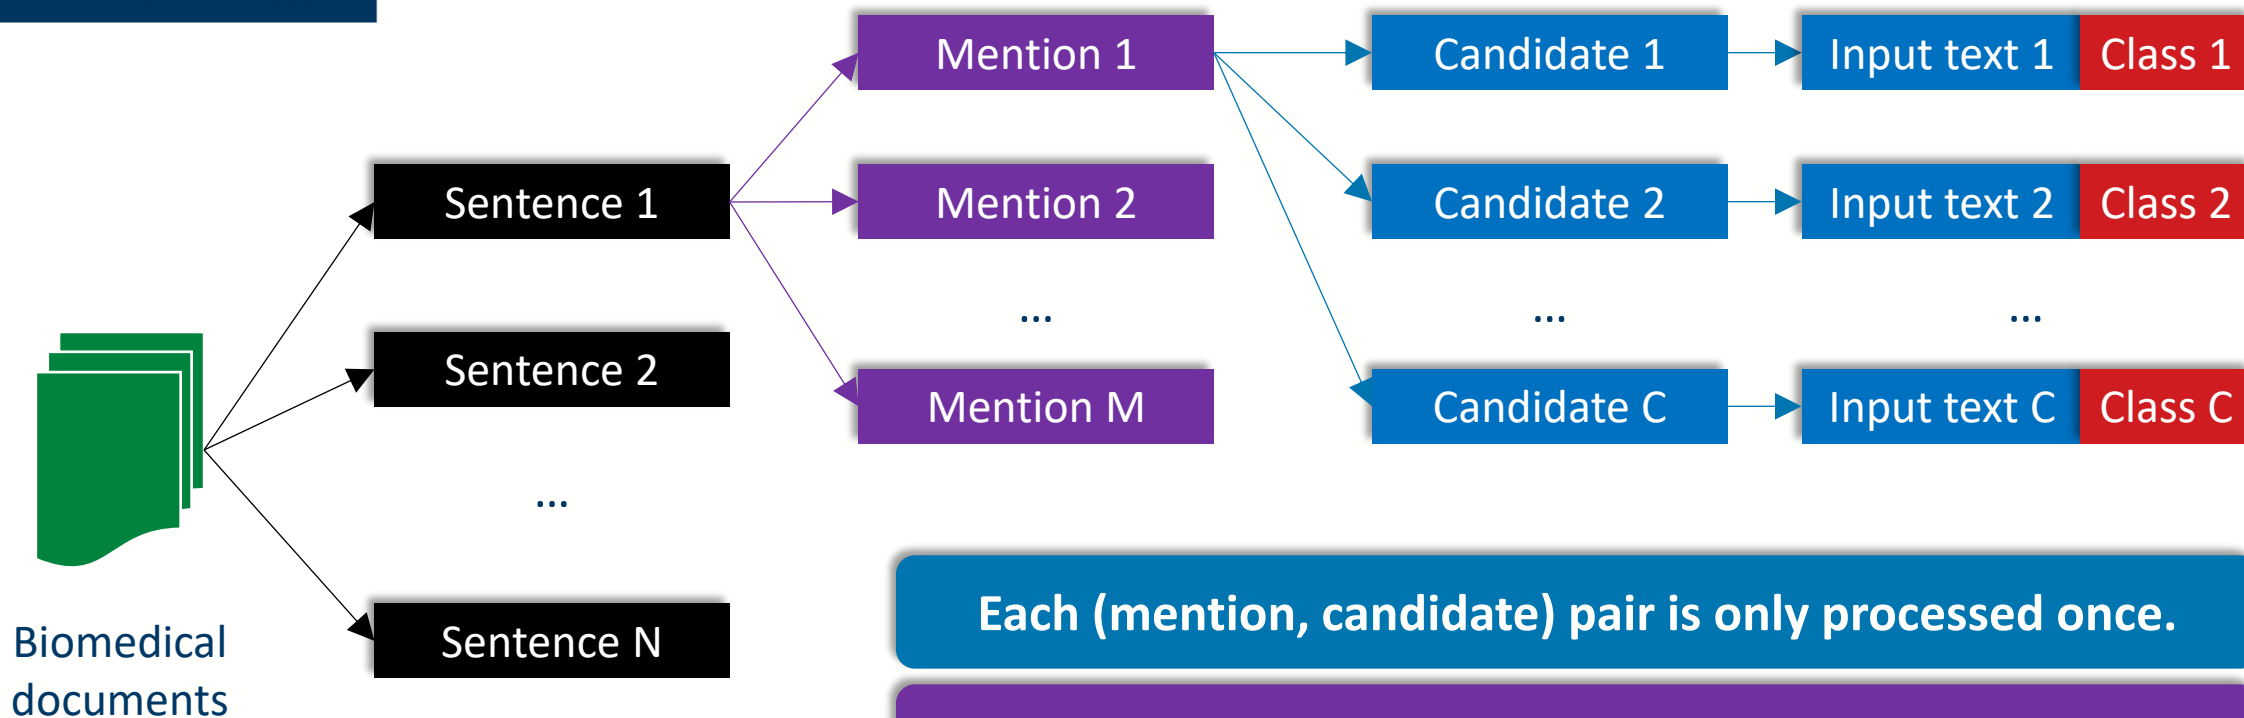 Mention 1
Candidate 1
Input text 1
Class 1
Sentence 1
Mention 2
Candidate 2
Input text 2
Class 2
...
...
...
Sentence 2
Mention M
Candidate C
Input text C
Class C
...
Each (mention, candidate) pair is only processed once.
Sentence N
Biomedical
documents